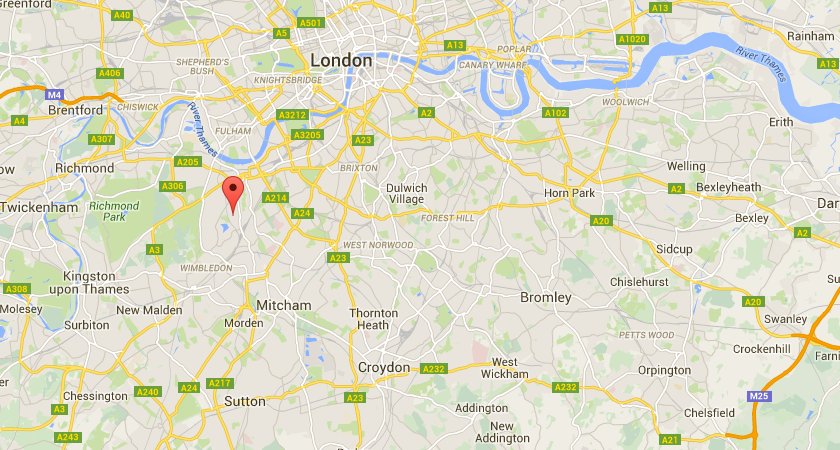 Greenford
A40
A501
A13
Rainham
A5
London
A13
POPLAR
A1020
River Thames
SHEPHERD'S
BUSH
A406
KNIGHTSBRIDGE
CANARY WHARF
A13
M4
Brentford
CHISWICK
River Thames
A3212
A2
A102
WOOLWICH
Erith
A4
A307
FULHAM
A3205
A23
Richmond
A205
BRIXTON
Welling
A306
A214
Dulwich
Village
Horn Park
A2
Bexleyheath
Twickenham
Richmond
Park
A24
FOREST HILL
A20
Bexley
A2
A3
WEST NORWOOD
A23
Sidcup
WIMBLEDON
Kingston
upon Thames
A308
Chislehurst
Molesey
New Malden
Mitcham
Bromley
A20
Surbiton
Morden
Thornton
Heath
Swanley
PETTS WOOD
Crockenhill
Croydon
A232
West
Wickham
Orpington
Chessington
A240
A24
A217
A232
A3
Sutton
A23
Addington
M25
Chelsfield
A243
New
Addington
A21